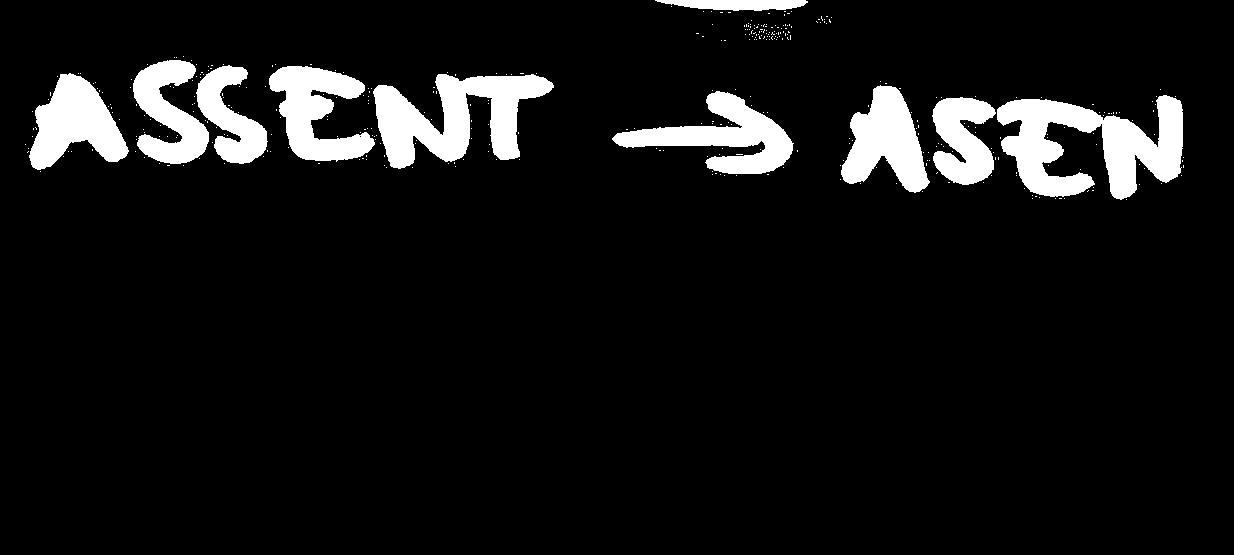 ASSENT → ASEN